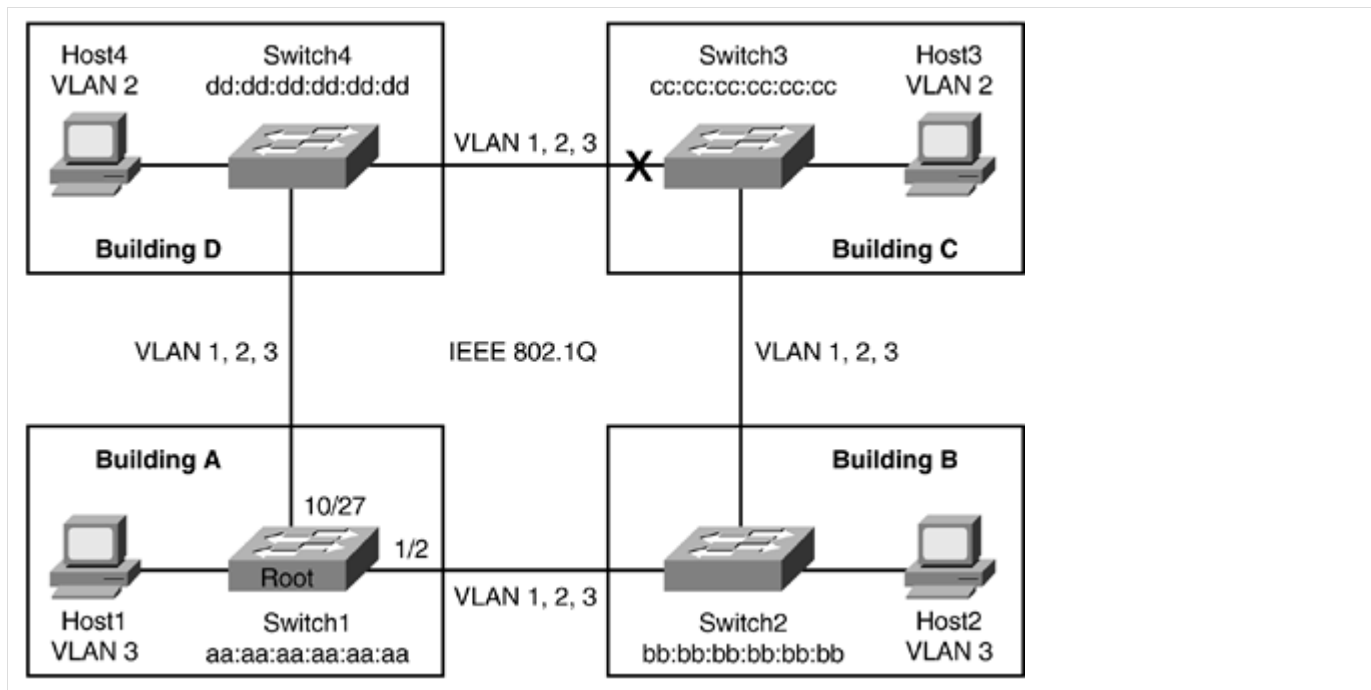 Host4
VLAN 2
Switch4
dd:dd:dd:dd:dd:dd
Building D
VLAN 1, 2, 3
X
Switch3
cc:cc:cc:cc:cc:cc
Host3
VLAN 2
Building C
VLAN 1, 2, 3
IEEE 802.1Q
VLAN 1, 2, 3
Building A
10/27
1/2
Root
Host1
VLAN 3
Switch1
aa:aa:aa:aa:aa:aa
VLAN 1, 2, 3
Building B
Switch2
bb:bb:bb:bb:bb:bb
Host2
VLAN 3